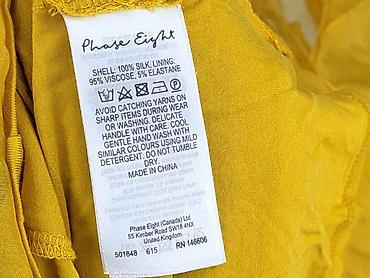 Phase Eight
SHELL: 100% SILK, LINING:
95% VISCOSE, 5% ELASTANE
AVOID CATCHING YARNS ON
SHARP ITEMS DURING WEAR
OR WASHING. DELICATE
HANDLE WITH CARE. COOL
GENTLE HAND WASH WITH
SIMILAR COLOURS USING MILD
DETERGENT. DO NOT TUMBLE
DRY.
MADE IN CHINA
Phase Eight (Canada) Ltd
55 Kimber Road SW18 4NX
United Kingdom
501848 615 RN 146606